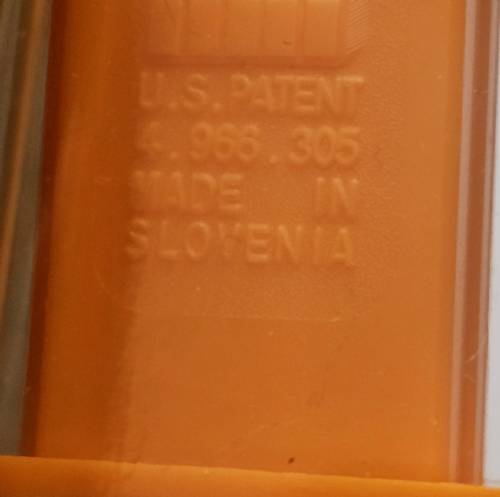 U.S. PATENT
4.966.305
MADE IN
SLOVENIA